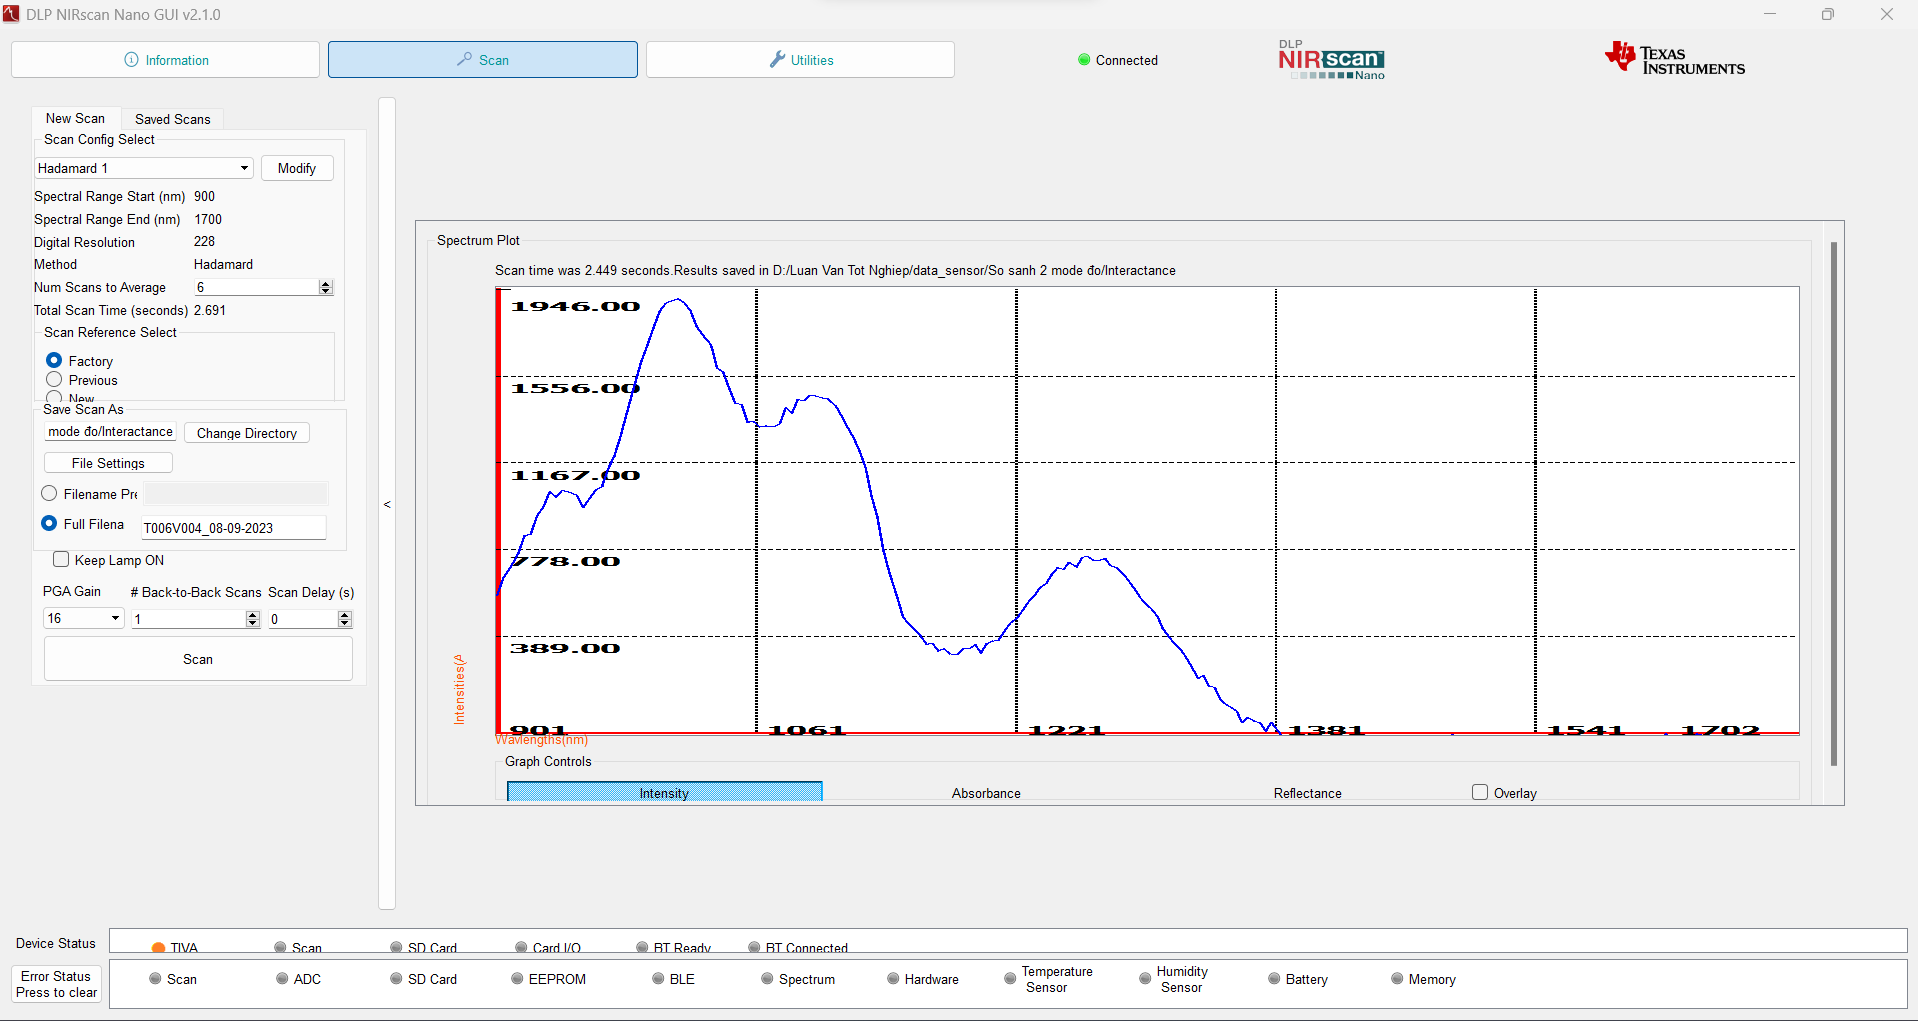 DLP NIRscan Nano GUI v2.1.0
Information
Scan
Utilities
Connected
DLP
NIRscan
Nano
TEXAS
INSTRUMENTS
New Scan
Saved Scans
Scan Config Select
Hadamard 1
Modify
Spectral Range Start (nm) 900
Spectral Range End (nm) 1700
Digital Resolution 228
Method Hadamard
Num Scans to Average 6
Total Scan Time (seconds) 2.691
Scan Reference Select
Factory
Previous
New
Save Scan As
mode đo/Interactance
Change Directory
File Settings
Filename Pre
Full Filena
T006V004_08-09-2023
Keep Lamp ON
PGA Gain
# Back-to-Back Scans
Scan Delay (s)
16
1
0
Scan
<
Spectrum Plot
Scan time was 2.449 seconds.Results saved in D:/Luan Van Tot Nghiep/data_sensor/So sanh 2 mode đo/Interactance
1946.00
1556.00
1167.00
778.00
389.00
Intensities(A
901
1061
1221
1381
1541
1702
Wavlengths(nm)
Graph Controls
Intensity
Absorbance
Reflectance
Overlay
Device Status
TIVA
Scan
SD Card
Card I/O
BT Ready
BT Connected
Error Status
Press to clear
Scan
ADC
SD Card
EEPROM
BLE
Spectrum
Hardware
Temperature
Sensor
Humidity
Sensor
Battery
Memory